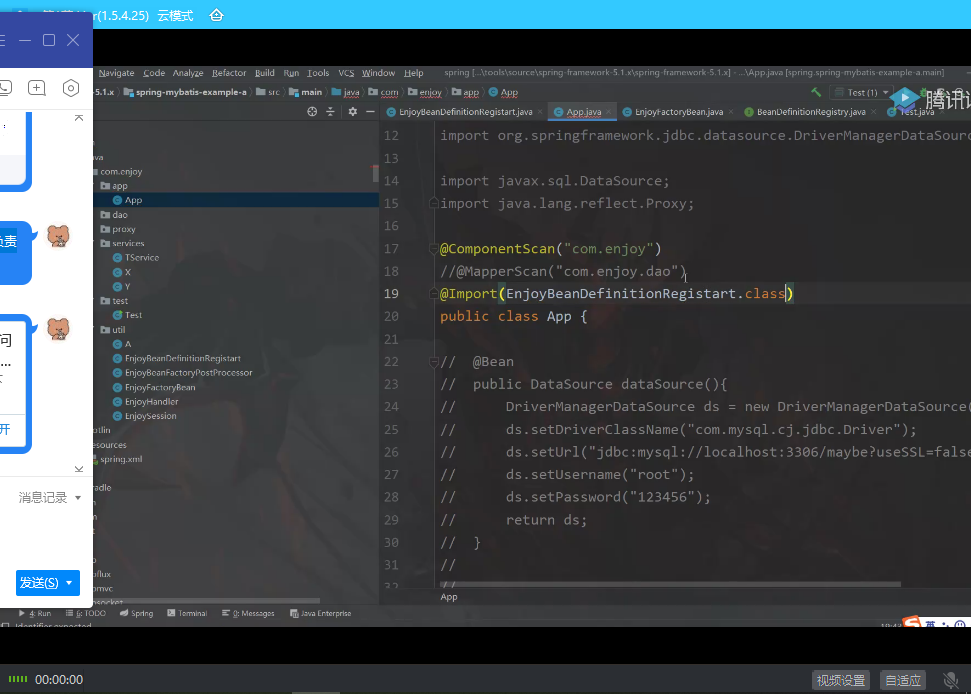 (1.5.4.25) 云模式
Navigate Code Analyze Refactor Build Run Tools VCS Window Help spring [...\tools\source\spring-framework-5.1.x\spring-framework-5.1.x] - ...\App.java [spring.spring-mybatis-example-a.main]
5.1.x spring-mybatis-example-a src main java com enjoy app App Test (1)
腾讯
EnjoyBeanDefinitionRegistart.java App.java EnjoyFactoryBean.java BeanDefinitionRegistry.java Test.java
com.enjoy
app
App
dao
proxy
services
TService
X
Y
test
Test
util
A
EnjoyBeanDefinitionRegistart
EnjoyBeanFactoryPostProcessor
EnjoyFactoryBean
EnjoyHandler
EnjoySession
spring.xml
12 import org.springframework.jdbc.datasource.DriverManagerDataSourc
13
14 import javax.sql.DataSource;
15 import java.lang.reflect.Proxy;
16
17 @ComponentScan("com.enjoy")
18 //@MapperScan("com.enjoy.dao")
19 @Import(EnjoyBeanDefinitionRegistart.class)
20 public class App {
21
22 // @Bean
23 // public DataSource dataSource(){
24 // DriverManagerDataSource ds = new DriverManagerDataSource(
25 // ds.setDriverClassName("com.mysql.cj.jdbc.Driver");
26 // ds.setUrl("jdbc:mysql://localhost:3306/maybe?useSSL=false
27 // ds.setUsername("root");
28 // ds.setPassword("123456");
29 // return ds;
30 // }
31 //
32 //
App
负责
问
...
开
消息记录
发送(S)
4: Run 6: TODO Spring Terminal 0: Messages Java Enterprise
Identifier expected
英
00:00:00 视频设置 自适应